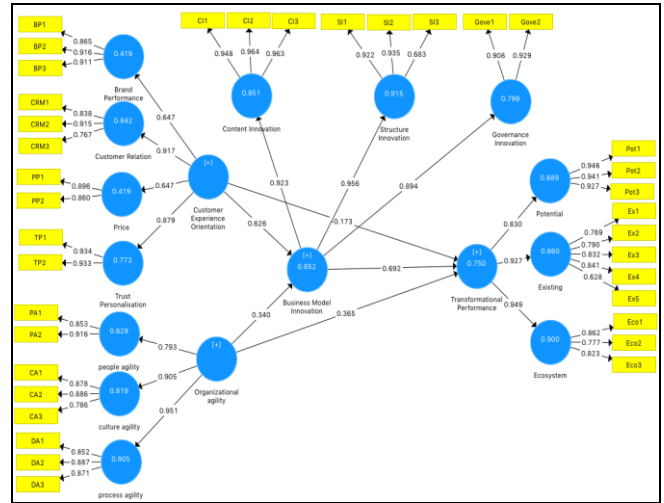 CI1 CI2 CI3
SI1 SI2 SI3
Gove1 Gove2
BP1
BP2
BP3
0.865
0.916
0.911
0.419
Brand
Performance
0.948 0.964 0.963
0.851
Content Innovation
0.922 0.935 0.683
0.915
Structure
Innovation
0.908 0.929
0.799
Governance
Innovation
CRM1
CRM2
CRM3
0.838
0.915
0.767
0.842
Customer Relation
PP1
PP2
0.896
0.860
0.419
Price
TP1
TP2
0.934
0.933
0.773
Trust
Personalisation
0.647
0.917
0.647
0.879
[+]
Customer
Experience
Orientation
0.626
-0.173
0.923
0.956
0.894
[+]
0.852
Business Model
Innovation
0.692
0.340
0.365
[+]
0.750
Transformational
Performance
0.830
0.927
0.949
0.689
Potential
0.946
0.941
0.927
Pot1
Pot2
Pot3
0.860
Existing
0.769
0.790
0.832
0.841
0.628
Ex1
Ex2
Ex3
Ex4
Ex5
0.900
Ecosystem
0.862
0.777
0.823
Eco1
Eco2
Eco3
PA1
PA2
0.853
0.916
0.629
people agility
CA1
CA2
CA3
0.878
0.886
0.786
0.819
culture agility
DA1
DA2
DA3
0.852
0.887
0.871
0.905
process agility
0.793
0.905
0.951
[+]
Organizational
agility